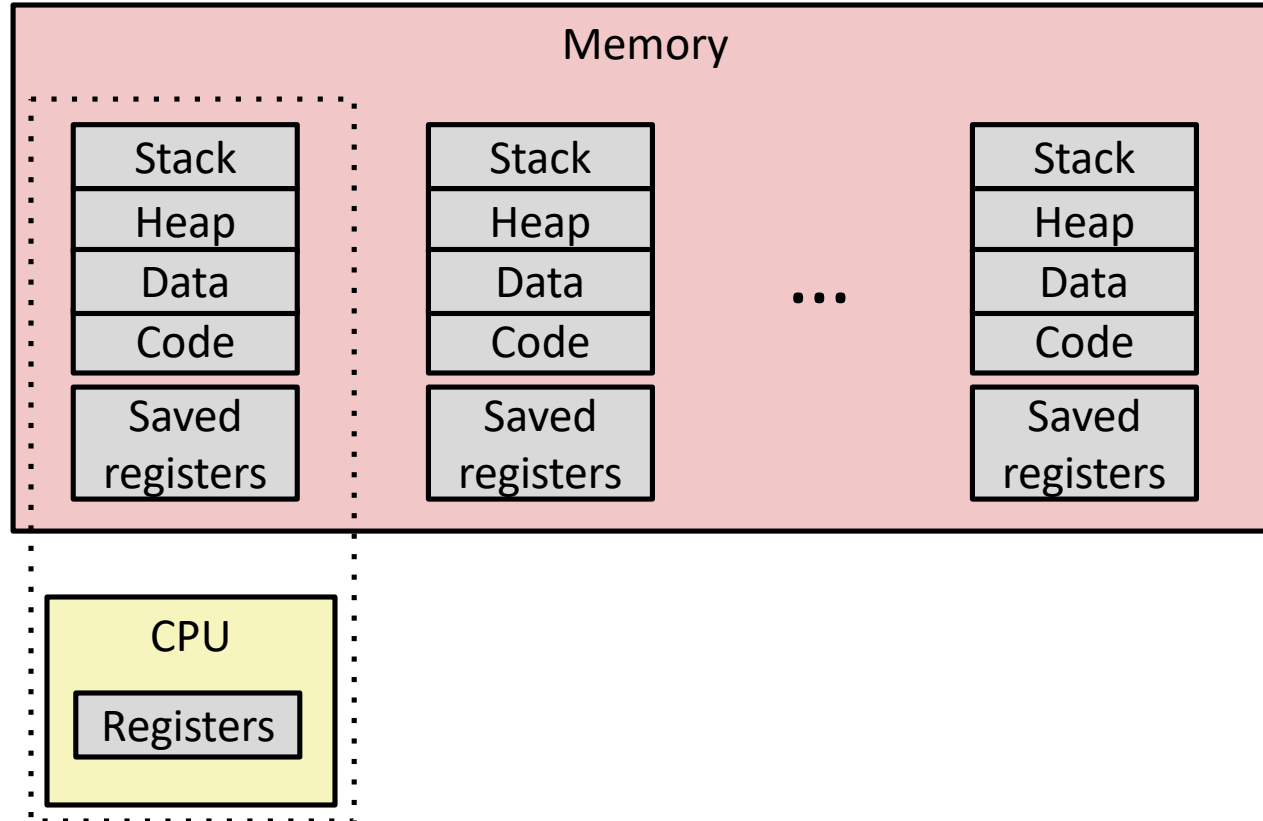 Memory
Stack
Heap
Data
Code
Saved
registers
Stack
Heap
Data
Code
Saved
registers
...
Stack
Heap
Data
Code
Saved
registers
CPU
Registers